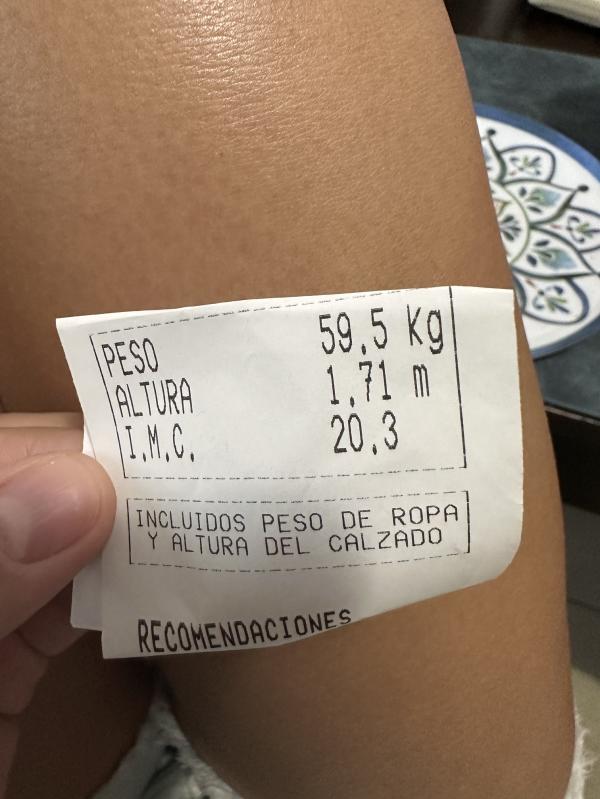 PESO 59,5 Kg
ALTURA 1,71 m
I.M.C. 20,3
INCLUIDOS PESO DE ROPA
Y ALTURA DEL CALZADO
RECOMENDACIONES